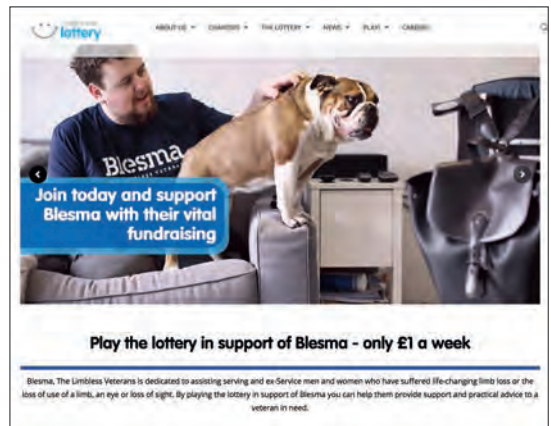 lottery
ABOUT US
CHARITIES
THE LOTTERY
NEWS
PLAY!
CAREERS
Blesma
Join today and support
Blesma with their vital
fundraising
Play the lottery in support of Blesma - only £1 a week
Blesma, The Limbless Veterans is dedicated to assisting serving and ex-Service men and women who have suffered life-changing limb loss or the
loss of use of a limb, an eye or loss of sight. By playing the lottery in support of Blesma you can help them provide support and practical advice to a
veteran in need.